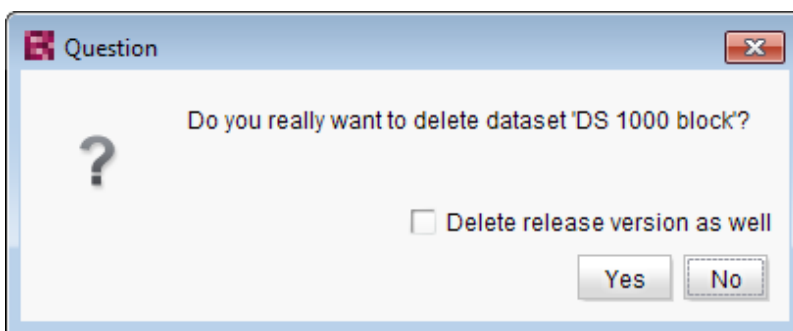 Question
Do you really want to delete dataset 'DS 1000 block'?
?
Delete release version as well
Yes
No